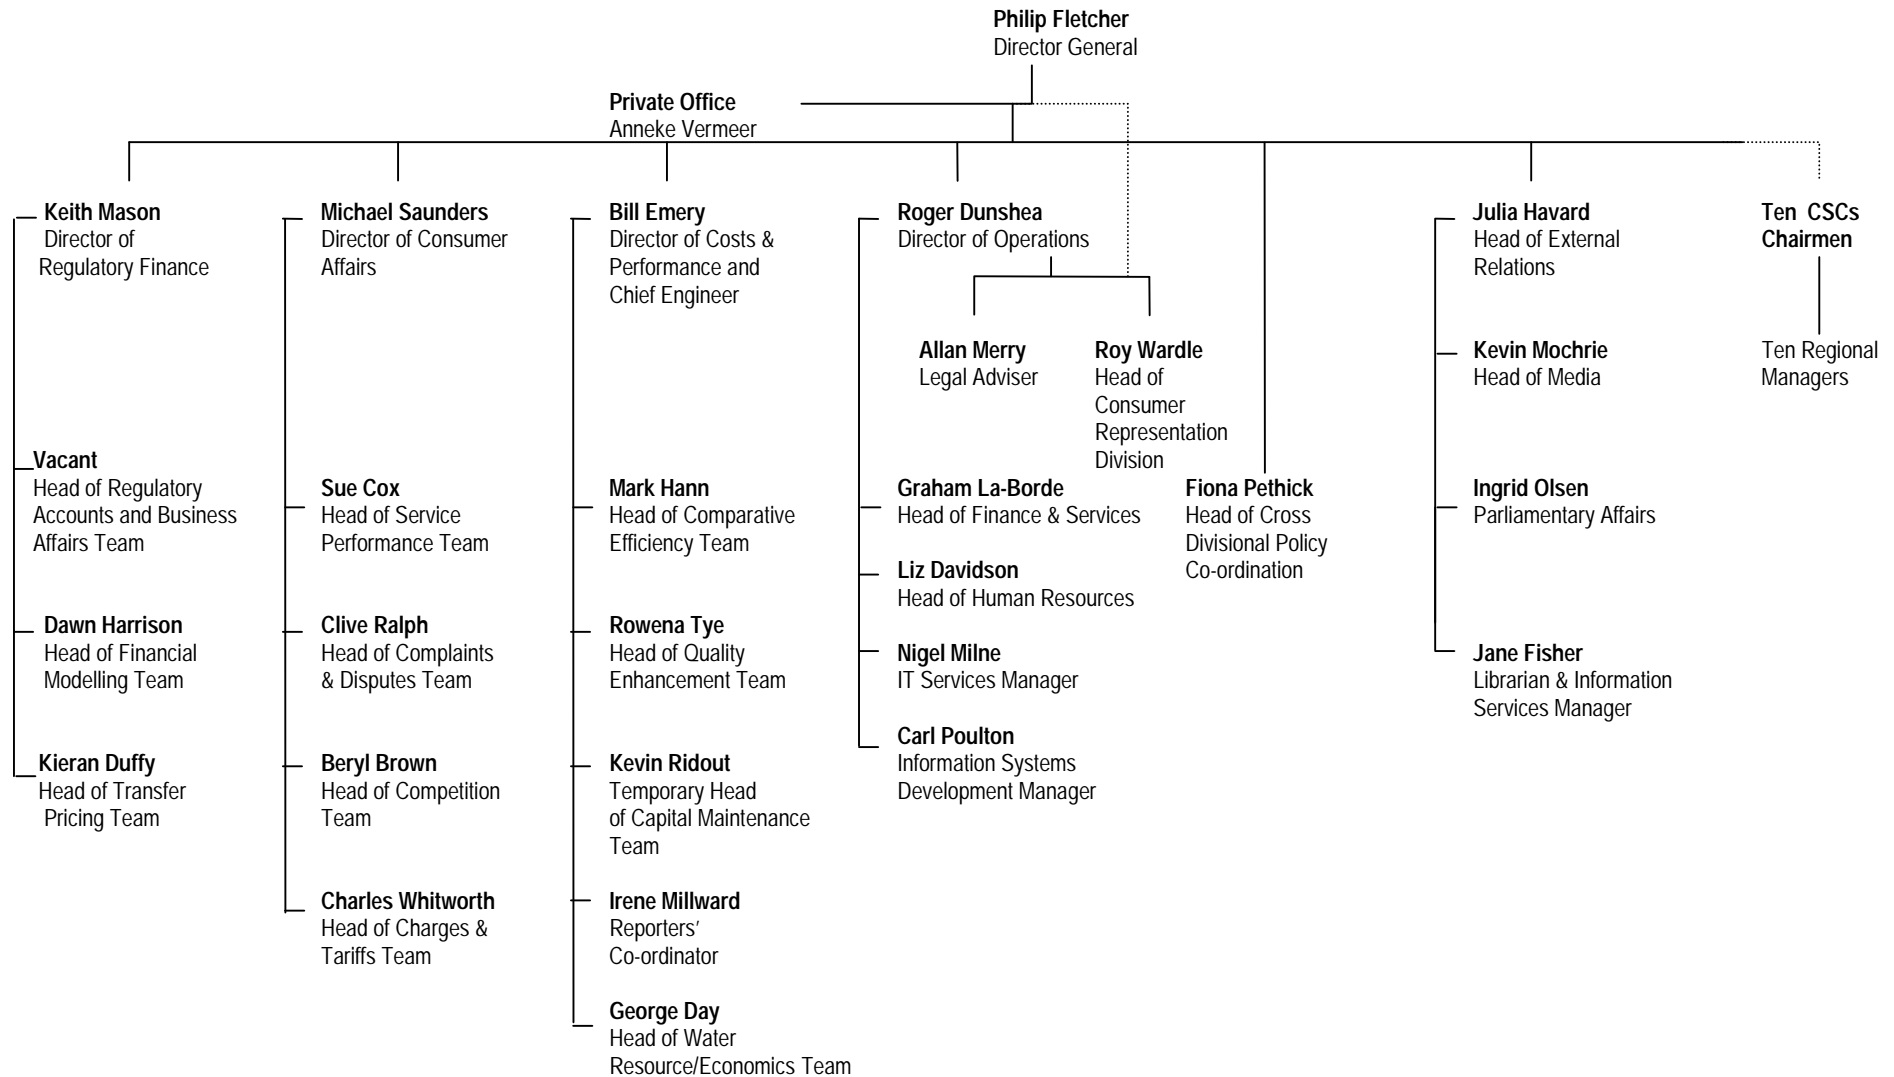 Philip Fletcher
Director General
Private Office
Anneke Vermeer
Keith Mason
Director of
Regulatory Finance
Vacant
Head of Regulatory
Accounts and Business
Affairs Team
Dawn Harrison
Head of Financial
Modelling Team
Kieran Duffy
Head of Transfer
Pricing Team
Michael Saunders
Director of Consumer
Affairs
Sue Cox
Head of Service
Performance Team
Clive Ralph
Head of Complaints
& Disputes Team
Beryl Brown
Head of Competition
Team
Charles Whitworth
Head of Charges &
Tariffs Team
Bill Emery
Director of Costs &
Performance and
Chief Engineer
Mark Hann
Head of Comparative
Efficiency Team
Rowena Tye
Head of Quality
Enhancement Team
Kevin Ridout
Temporary Head
of Capital Maintenance
Team
Irene Millward
Reporters’
Co-ordinator
George Day
Head of Water
Resource/Economics Team
Roger Dunshea
Director of Operations
Allan Merry
Legal Adviser
Roy Wardle
Head of
Consumer
Representation
Division
Graham La-Borde
Head of Finance & Services
Liz Davidson
Head of Human Resources
Nigel Milne
IT Services Manager
Carl Poulton
Information Systems
Development Manager
Fiona Pethick
Head of Cross
Divisional Policy
Co-ordination
Julia Havard
Head of External
Relations
Kevin Mochrie
Head of Media
Ingrid Olsen
Parliamentary Affairs
Jane Fisher
Librarian & Information
Services Manager
Ten CSCs
Chairmen
Ten Regional
Managers